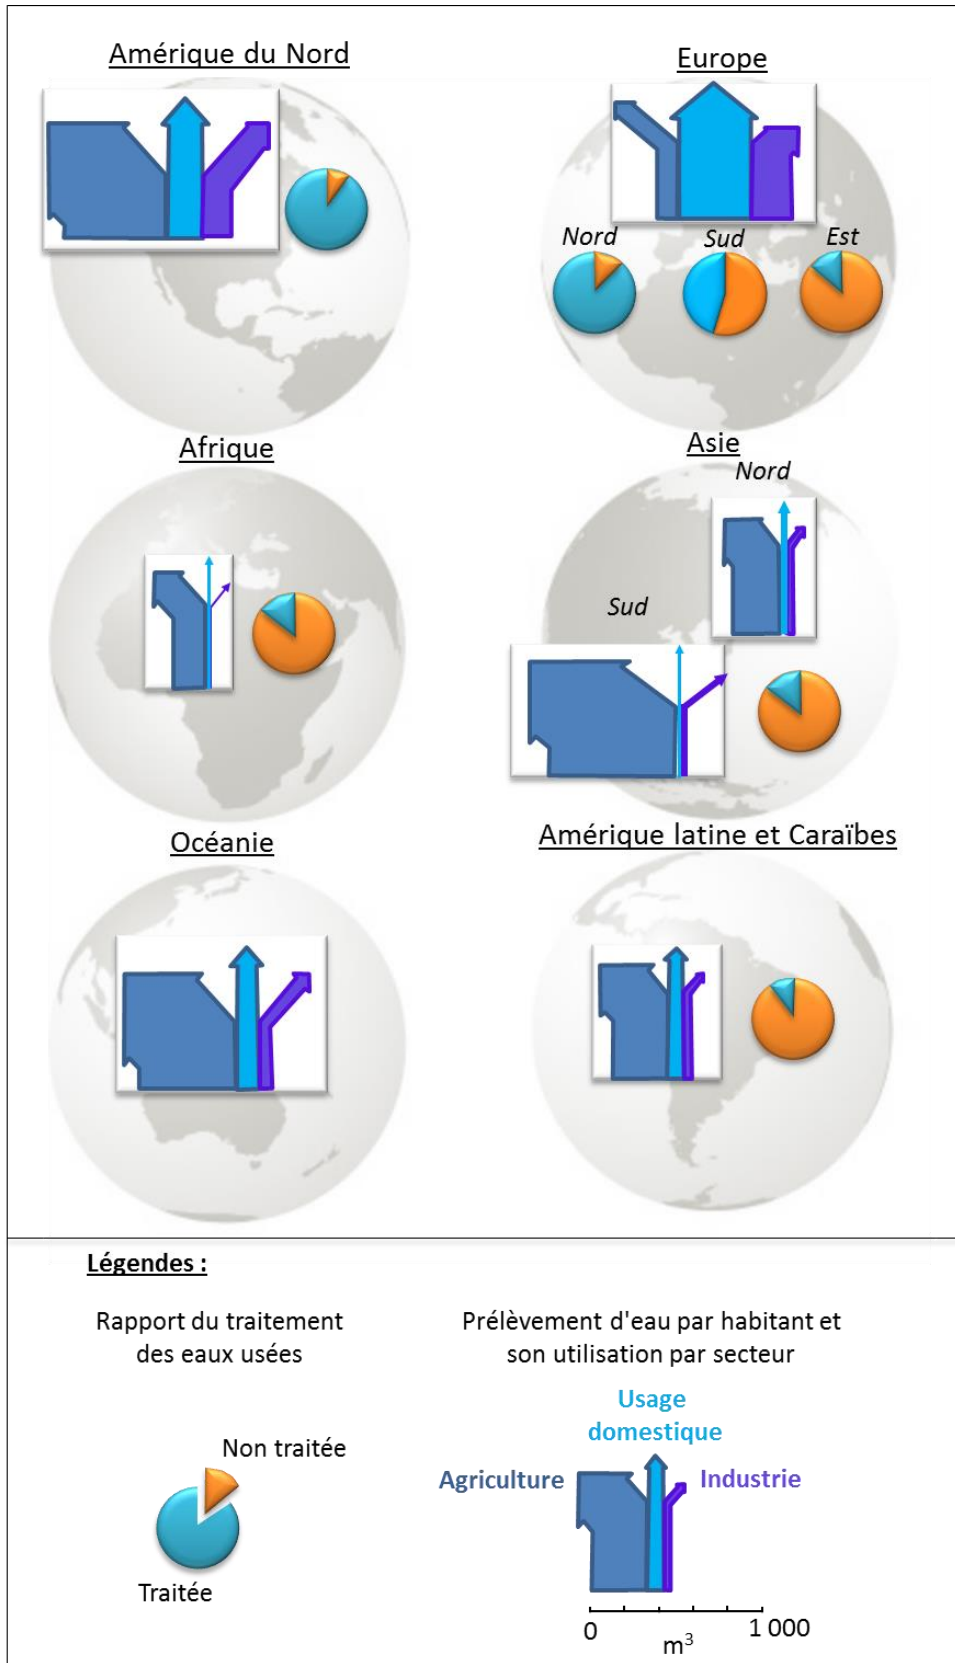 Amérique du Nord
Europe
Nord
Sud
Est
Afrique
Asie
Nord
Sud
Océanie
Amérique latine et Caraïbes
Légendes :
Rapport du traitement
des eaux usées
Non traitée
Traitée
Prélèvement d'eau par habitant et
son utilisation par secteur
Usage
domestique
Agriculture
Industrie
0
1 000
m³